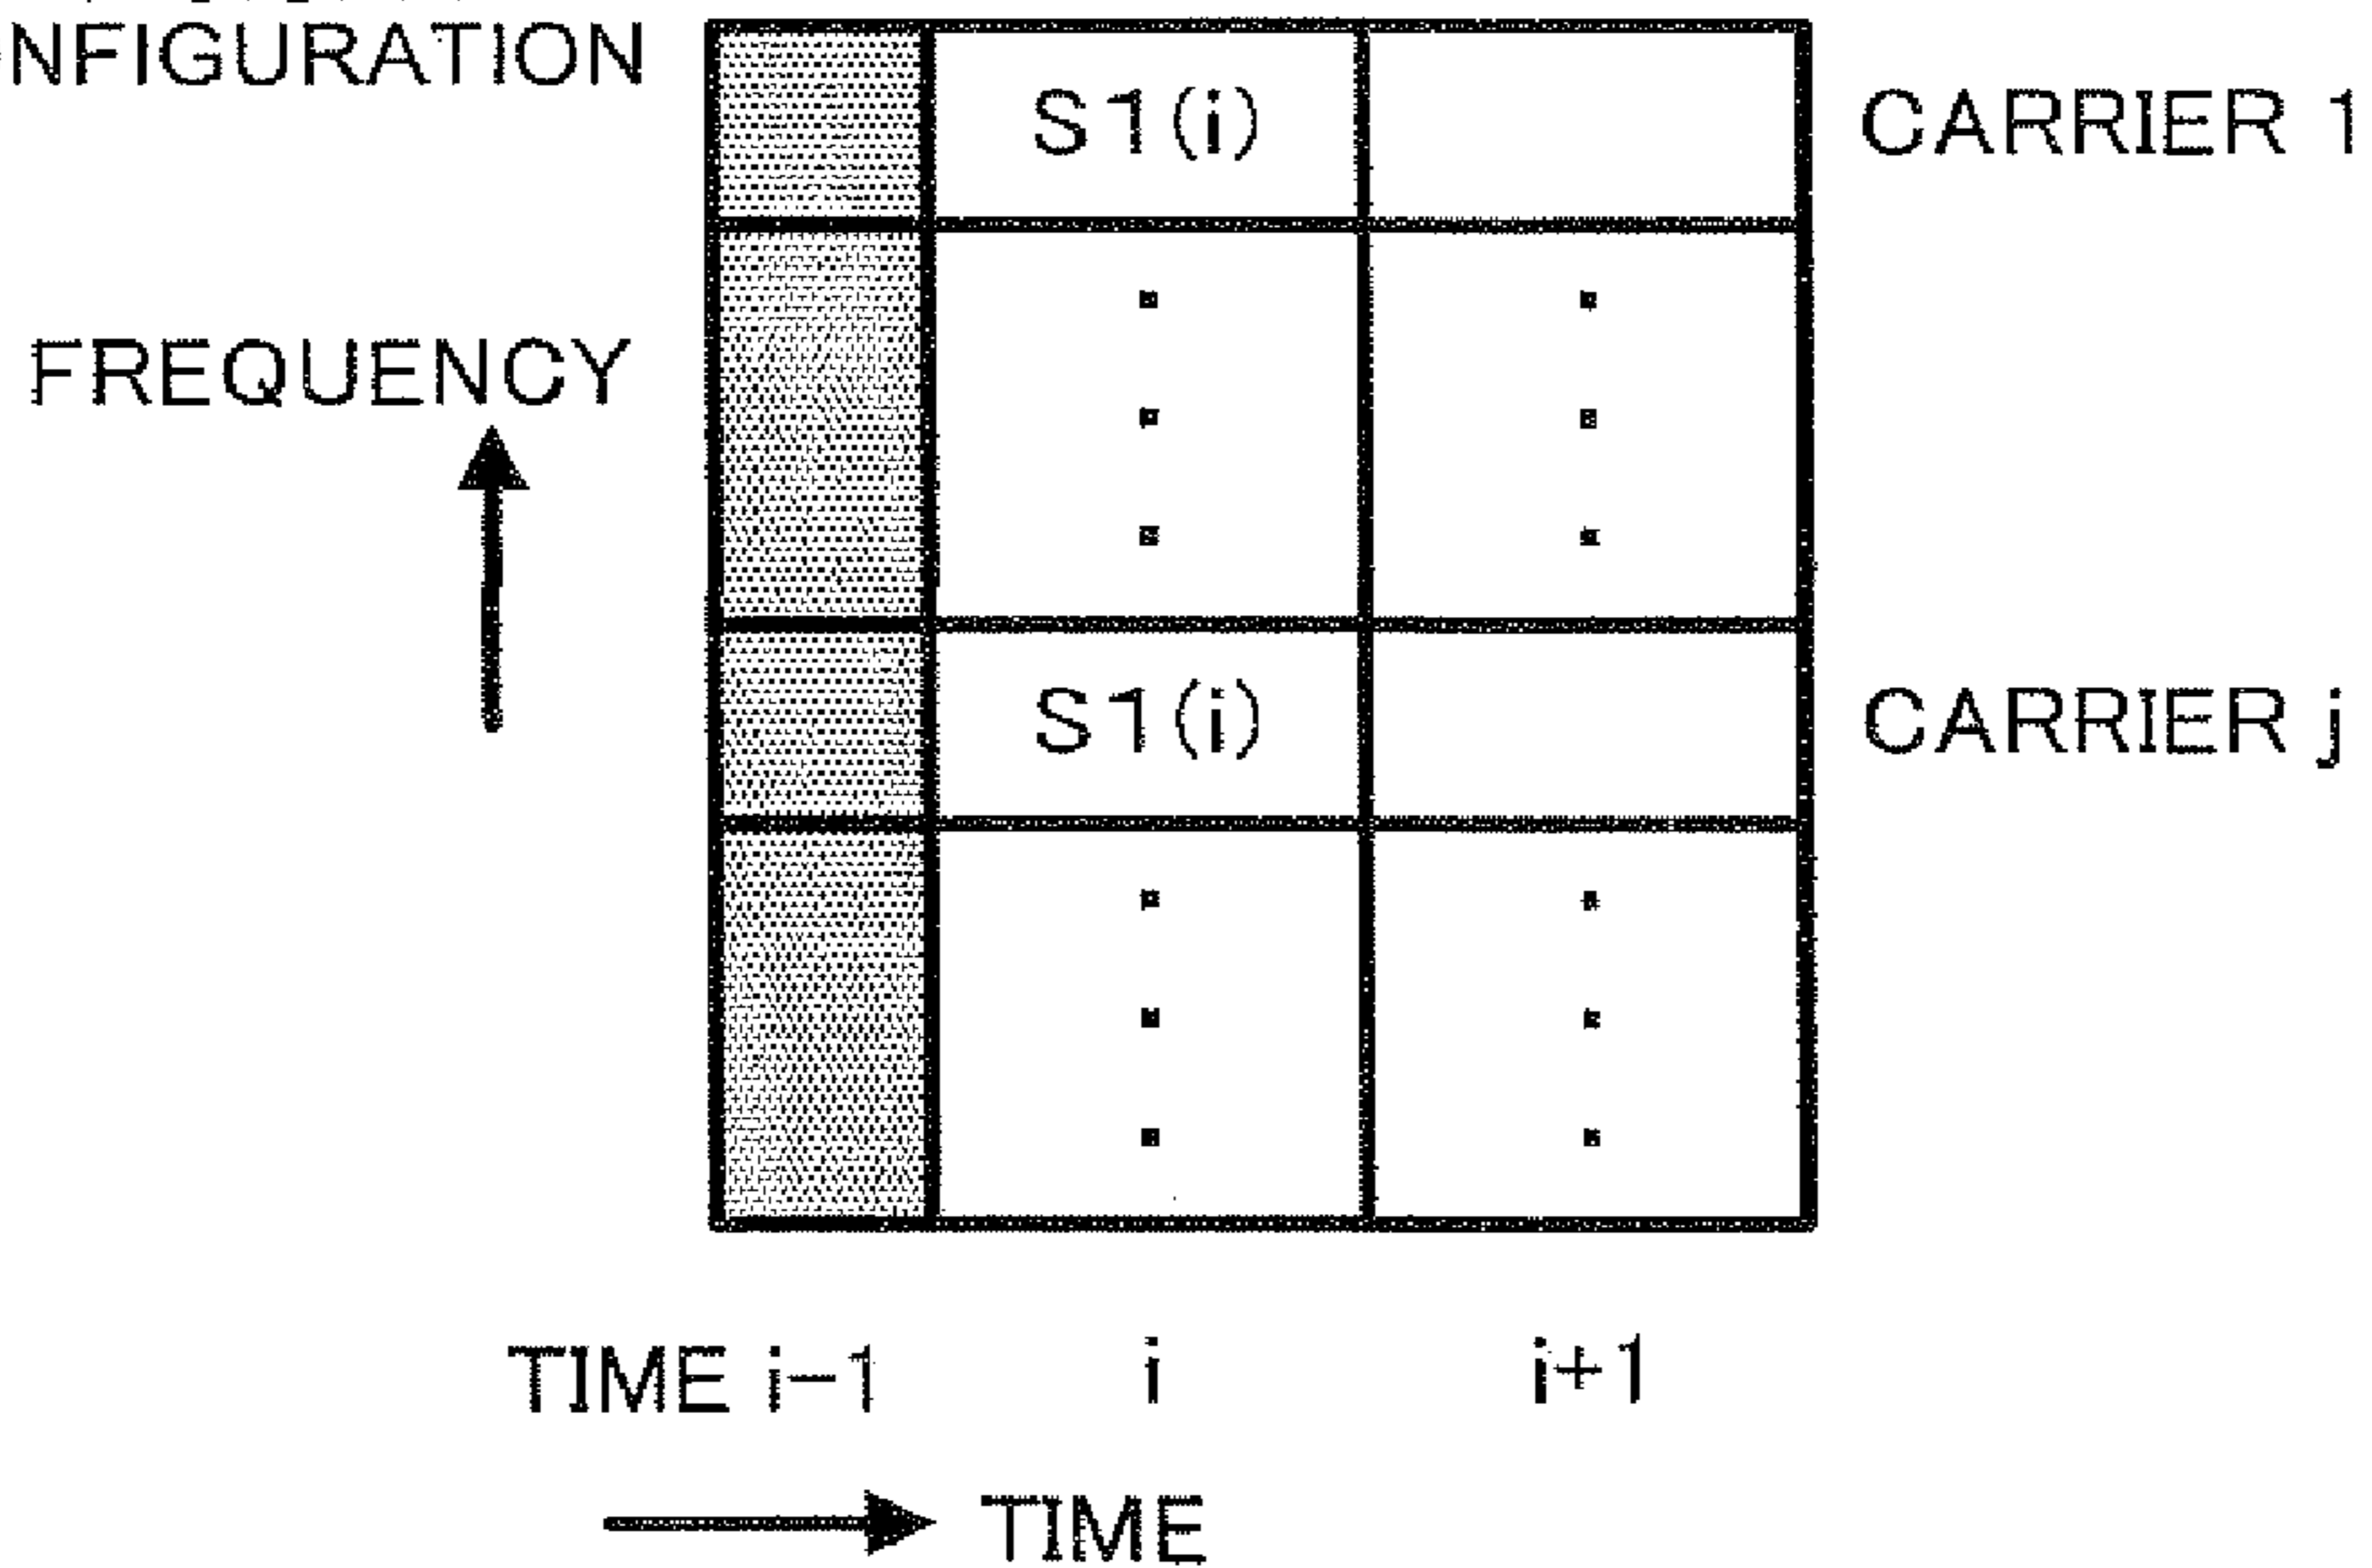 NFIGURATION
S1(i) CARRIER 1
FREQUENCY
S1(i) CARRIER j
TIME i-1 i i+1
TIME